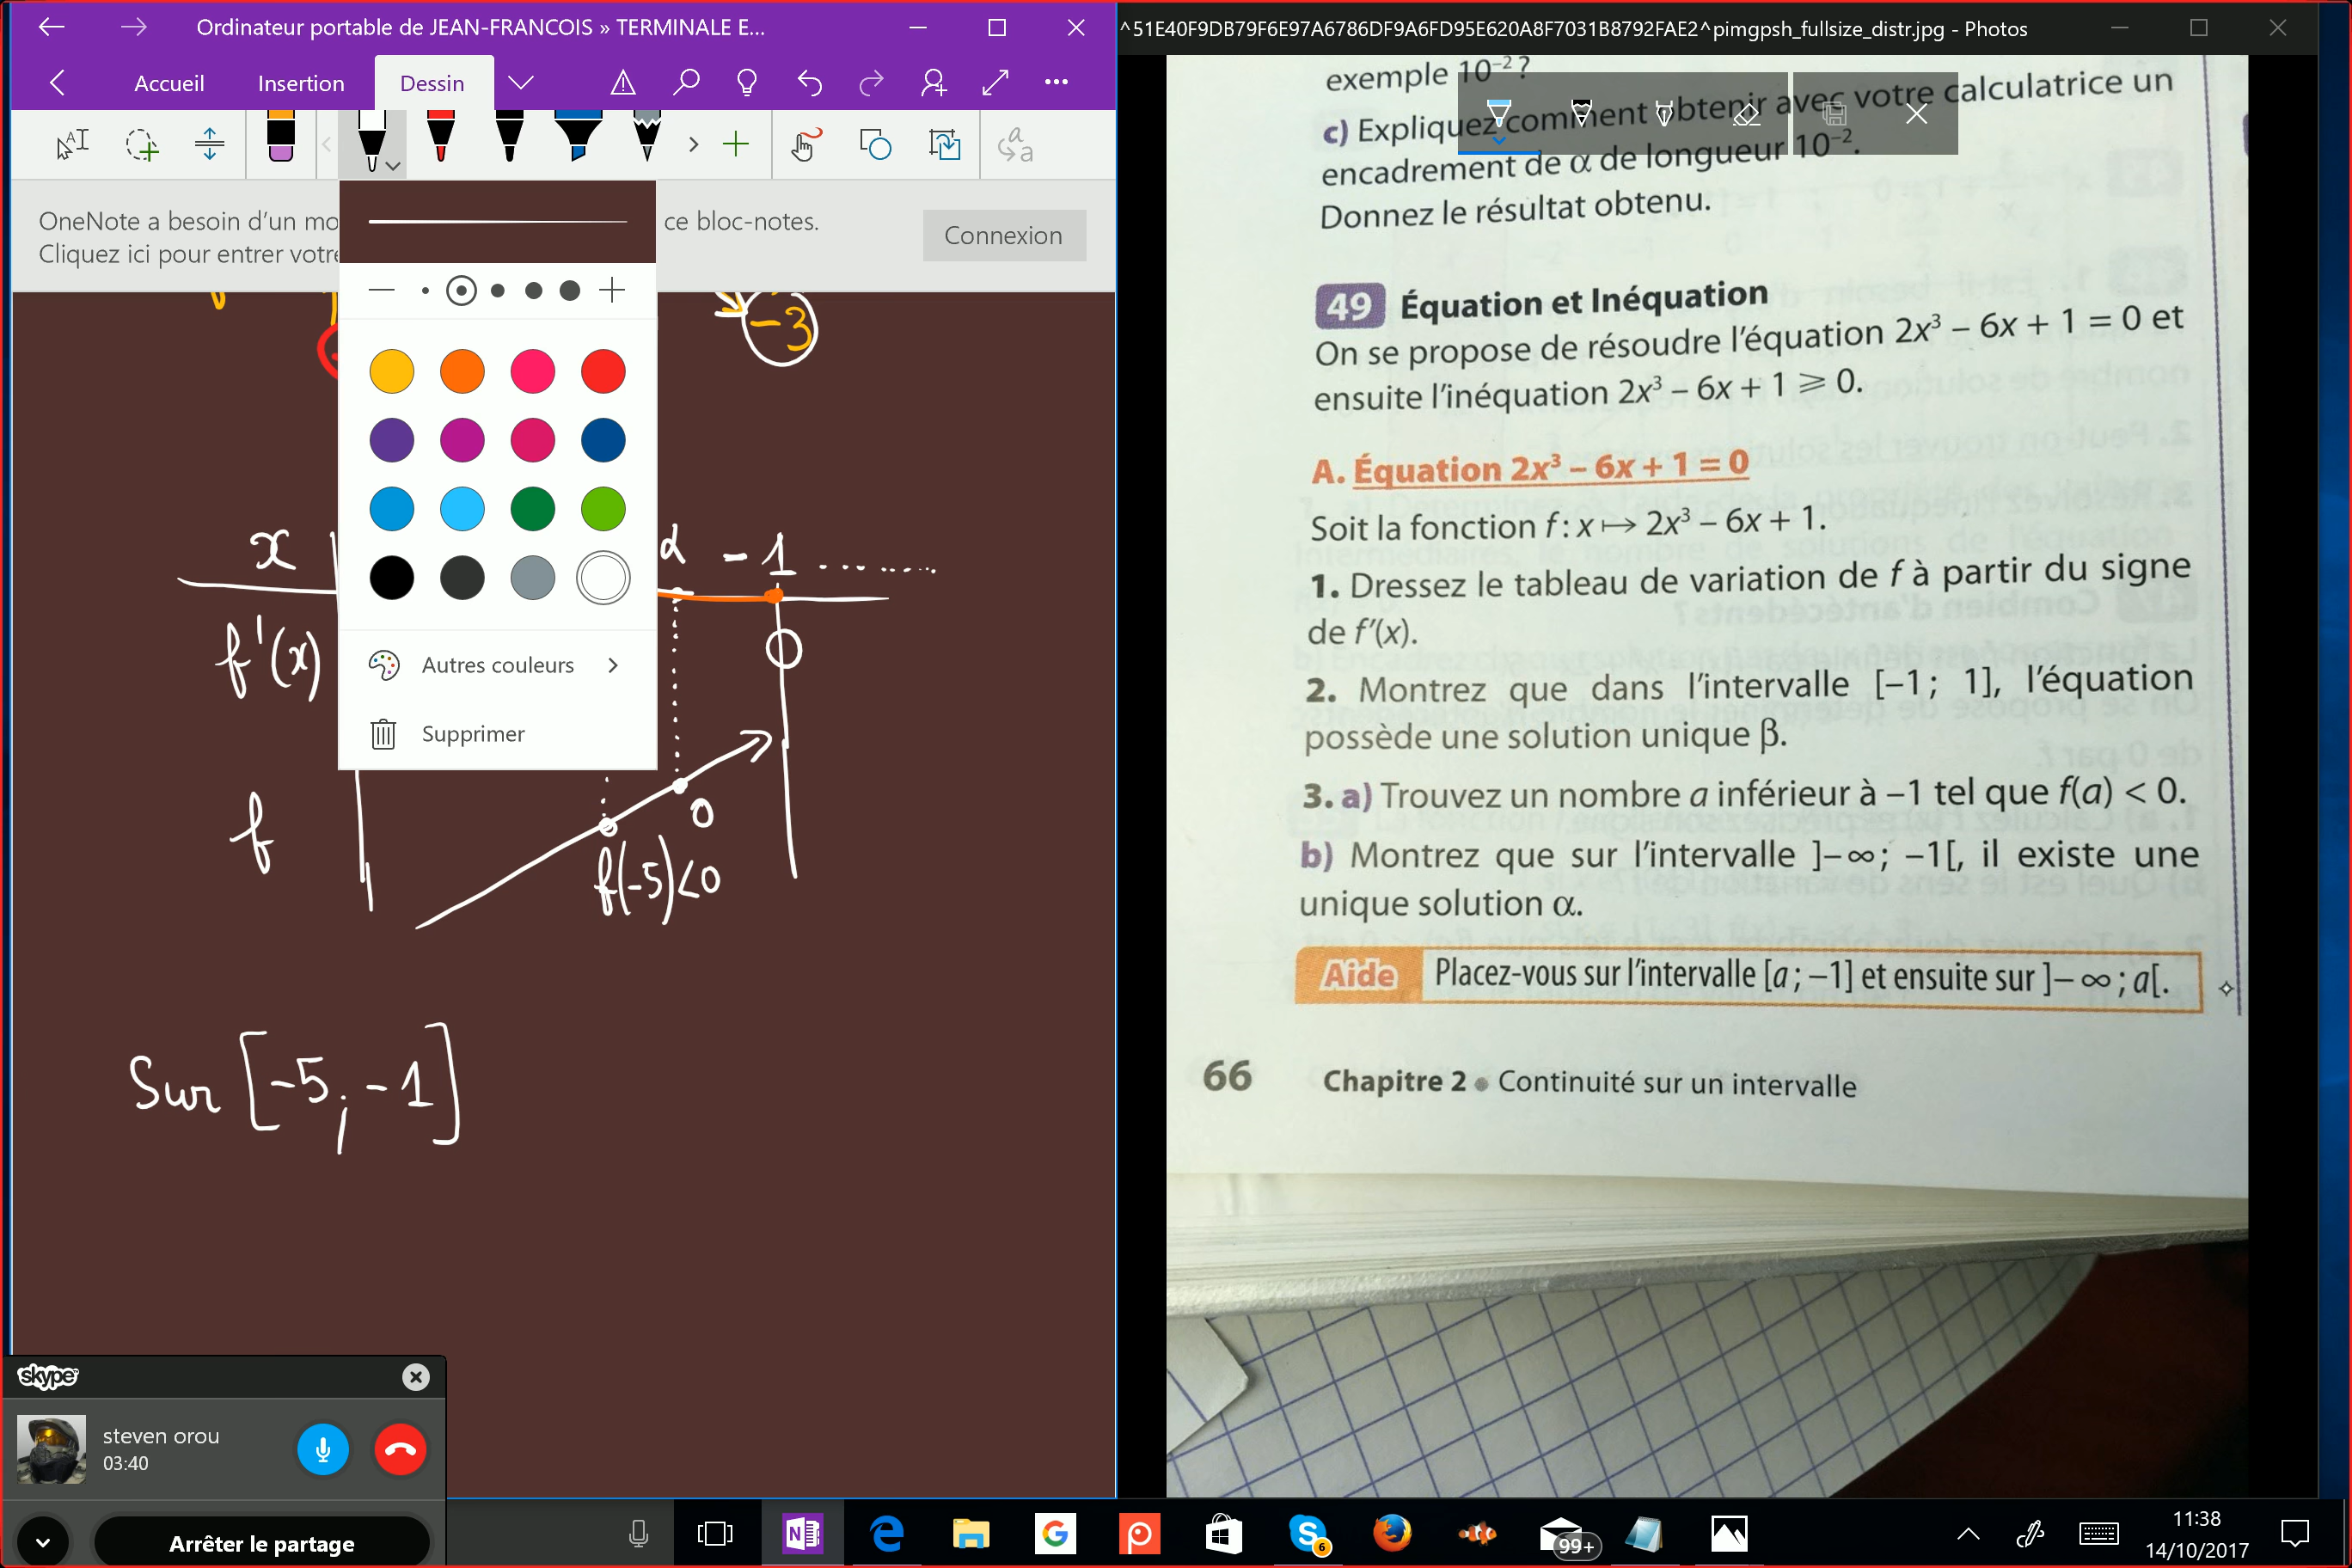 Ordinateur portable de JEAN-FRANCOIS » TERMINALE E...
Accueil Insertion Dessin
OneNote a besoin d'un mo
ce bloc-notes.
Cliquez ici pour entrer votre
Connexion
-3
x
α -1 ..........
f'(x)
0
Autres couleurs
Supprimer
f
0
f(-5)<0
Sur [-5 ; -1]
skype
steven orou
03:40
Arrêter le partage
^51E40F9DB79F6E97A6786DF9A6FD95E620A8F7031B8792FAE2^pimgpsh_fullsize_distr.jpg - Photos
exemple 10⁻² ?
c) Expliquez comment obtenir avec votre calculatrice un
encadrement de α de longueur 10⁻².
Donnez le résultat obtenu.
49 Équation et Inéquation
On se propose de résoudre l'équation 2x³ – 6x + 1 = 0 et
ensuite l'inéquation 2x³ – 6x + 1 ⩾ 0.
A. Équation 2x³ – 6x + 1 = 0
Soit la fonction f : x ↦ 2x³ – 6x + 1.
1. Dressez le tableau de variation de f à partir du signe
de f'(x).
2. Montrez que dans l'intervalle [–1 ; 1], l'équation
possède une solution unique β.
3. a) Trouvez un nombre a inférieur à –1 tel que f(a) < 0.
b) Montrez que sur l'intervalle ]–∞ ; –1[, il existe une
unique solution α.
Aide Placez-vous sur l'intervalle [a ; –1] et ensuite sur ]– ∞ ; a[.
66 Chapitre 2 • Continuité sur un intervalle
6
99+
11:38
14/10/2017